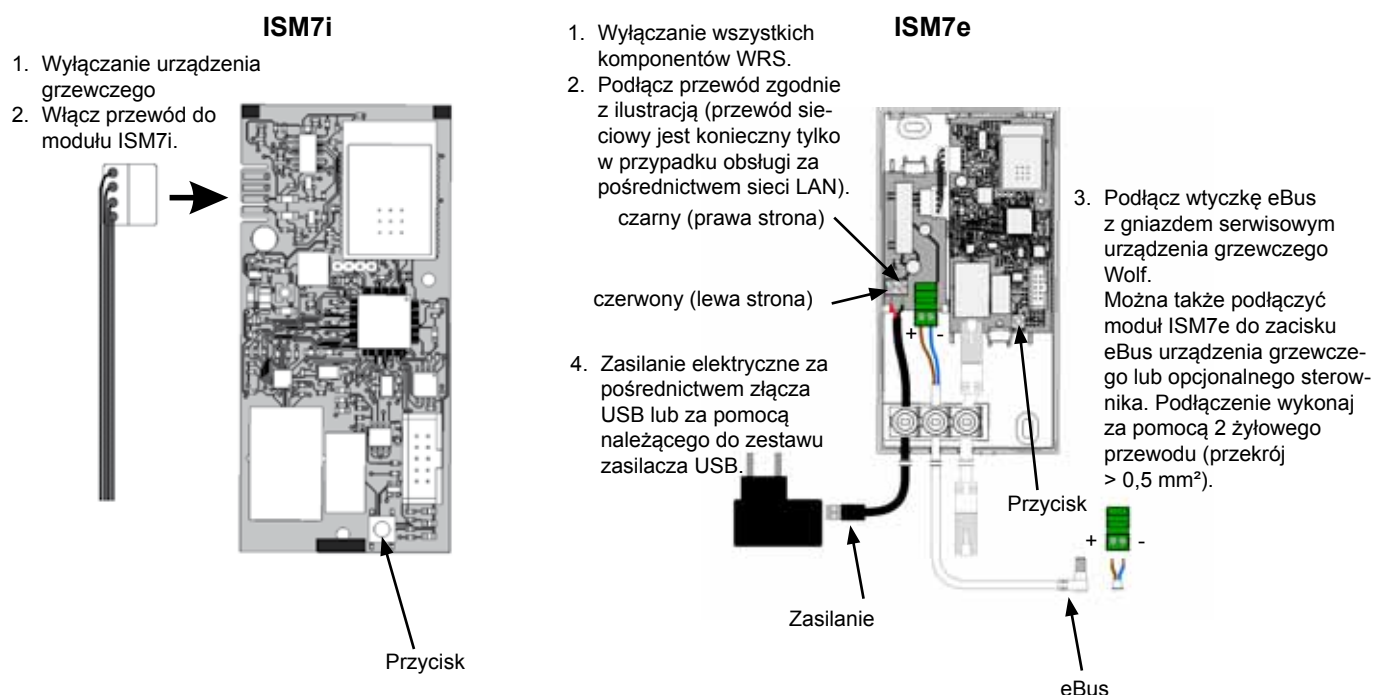 ISM7i
1. Wyłączanie urządzenia
grzewczego
2. Włącz przewód do
modułu ISM7i.
Przycisk
ISM7e
1. Wyłączanie wszystkich
komponentów WRS.
2. Podłącz przewód zgodnie
z ilustracją (przewód sie-
ciowy jest konieczny tylko
w przypadku obsługi za
pośrednictwem sieci LAN).
czarny (prawa strona)
czerwony (lewa strona)
+ -
4. Zasilanie elektryczne za
pośrednictwem złącza
USB lub za pomocą
należącego do zestawu
zasilacza USB.
3. Podłącz wtyczkę eBus
z gniazdem serwisowym
urządzenia grzewczego
Wolf.
Można także podłączyć
moduł ISM7e do zacisku
eBus urządzenia grzewcze-
go lub opcjonalnego sterow-
nika. Podłączenie wykonaj
za pomocą 2 żyłowego
przewodu (przekrój
> 0,5 mm²).
Przycisk
+ -
Zasilanie
eBus